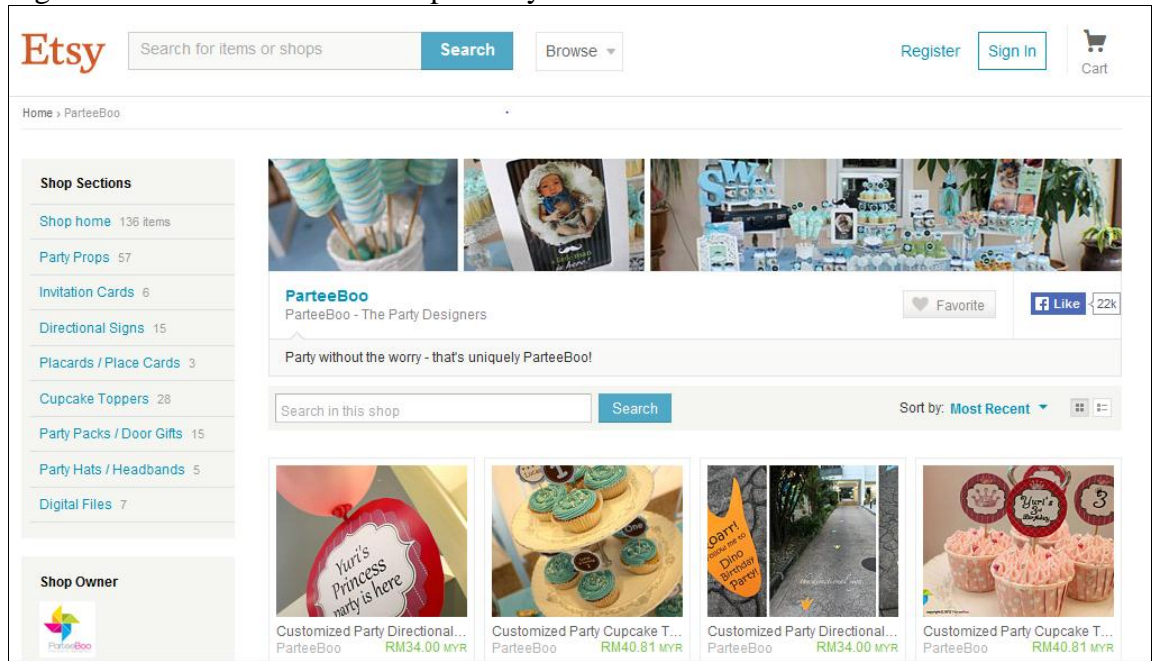 Etsy
Search for items or shops
Search
Browse
Register
Sign In
Cart
Home › ParteeBoo
Shop Sections
Shop home 136 items
Party Props 57
Invitation Cards 6
Directional Signs 15
Placards / Place Cards 3
Cupcake Toppers 28
Party Packs / Door Gifts 15
Party Hats / Headbands 5
Digital Files 7
Shop Owner
ParteeBoo
SW
ParteeBoo
ParteeBoo - The Party Designers
Favorite
Like
22k
Party without the worry - that's uniquely ParteeBoo!
Search in this shop
Search
Sort by: Most Recent
Yuri's
Princess
party is here
One
Roarr!
Follow me to
Dino
Birthday
Party!
Yuri's
3rd
Birthday
3
Customized Party Directional...
ParteeBoo RM34.00 MYR
Customized Party Cupcake T...
ParteeBoo RM40.81 MYR
Customized Party Directional...
ParteeBoo RM34.00 MYR
Customized Party Cupcake T...
ParteeBoo RM40.81 MYR